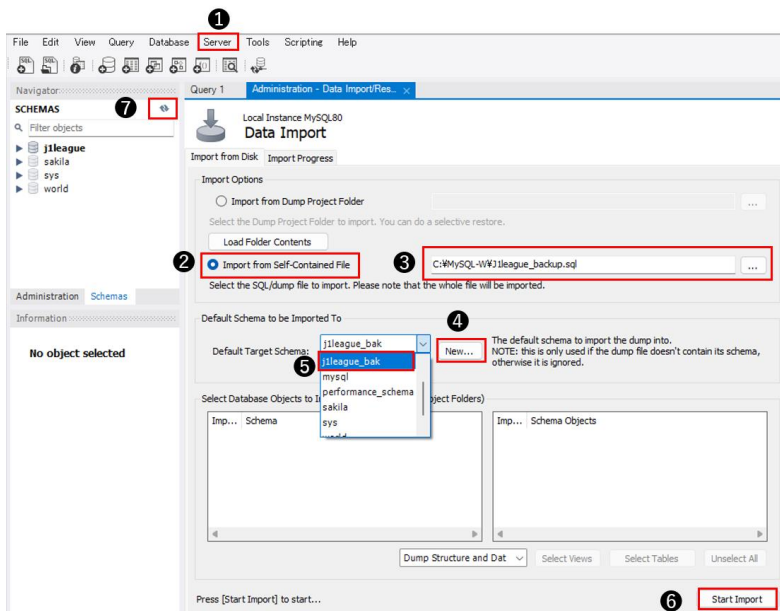 ❶
File Edit View Query Database Server Tools Scripting Help
Navigator
SCHEMAS ❼
Filter objects
j1league
sakila
sys
world
Administration Schemas
Information
No object selected
Query 1 Administration - Data Import/Res... ×
Local Instance MySQL80
Data Import
Import from Disk Import Progress
Import Options
Import from Dump Project Folder ...
Select the Dump Project Folder to import. You can do a selective restore.
Load Folder Contents
❷ Import from Self-Contained File ❸ C:¥MySQL-W¥J1league_backup.sql ...
Select the SQL/dump file to import. Please note that the whole file will be imported.
Default Schema to be Imported To
❹
Default Target Schema: j1league_bak New... The default schema to import the dump into.
NOTE: this is only used if the dump file doesn't contain its schema,
otherwise it is ignored.
❺ j1league_bak
mysql
performance_schema
sakila
sys
Select Database Objects to I ject Folders)
Imp... Schema Imp... Schema Objects
Dump Structure and Dat Select Views Select Tables Unselect All
Press [Start Import] to start... ❻ Start Import